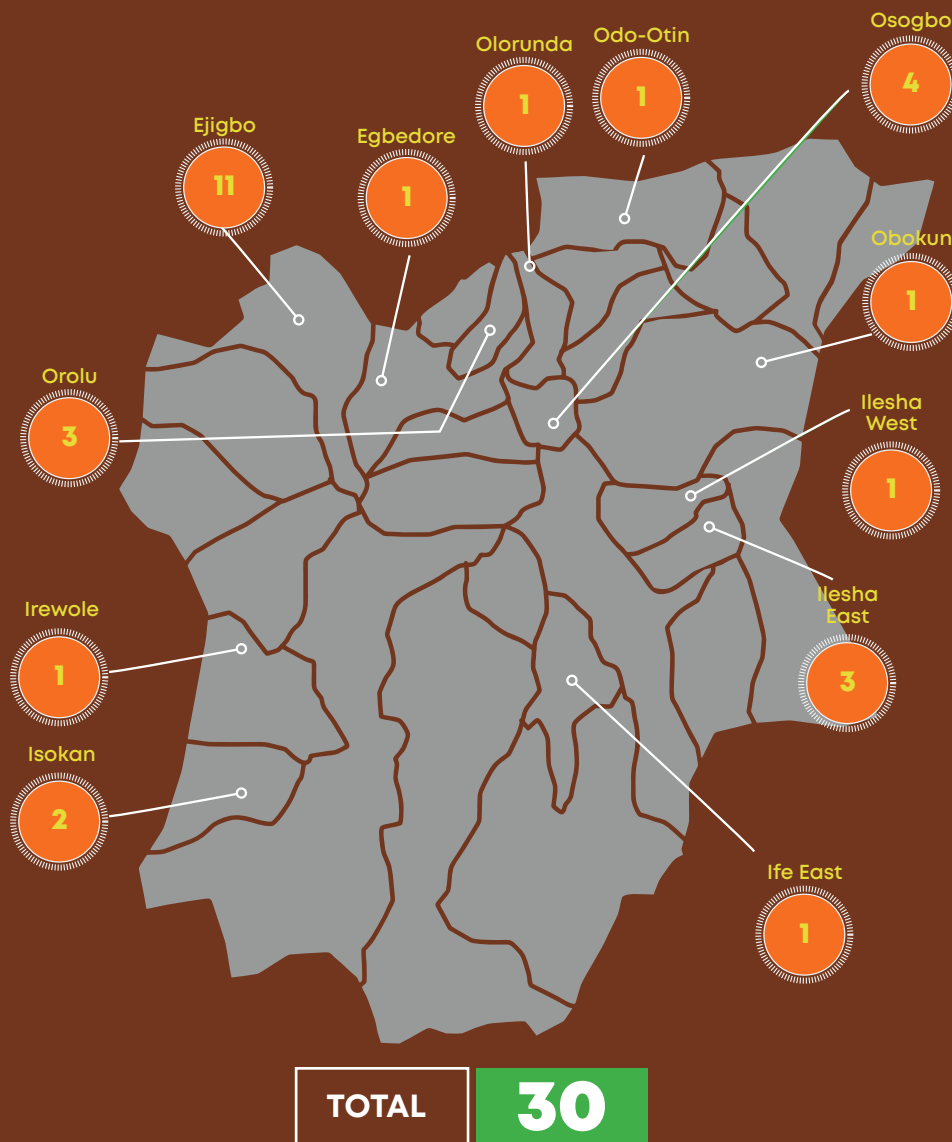 Osogbo
4
Odo-Otin
1
Olorunda
1
Ejigbo
11
Egbedore
1
Obokun
1
Orolu
3
Ilesha
West
1
Ilesha
East
3
Irewole
1
Isokan
2
Ife East
1
TOTAL
30